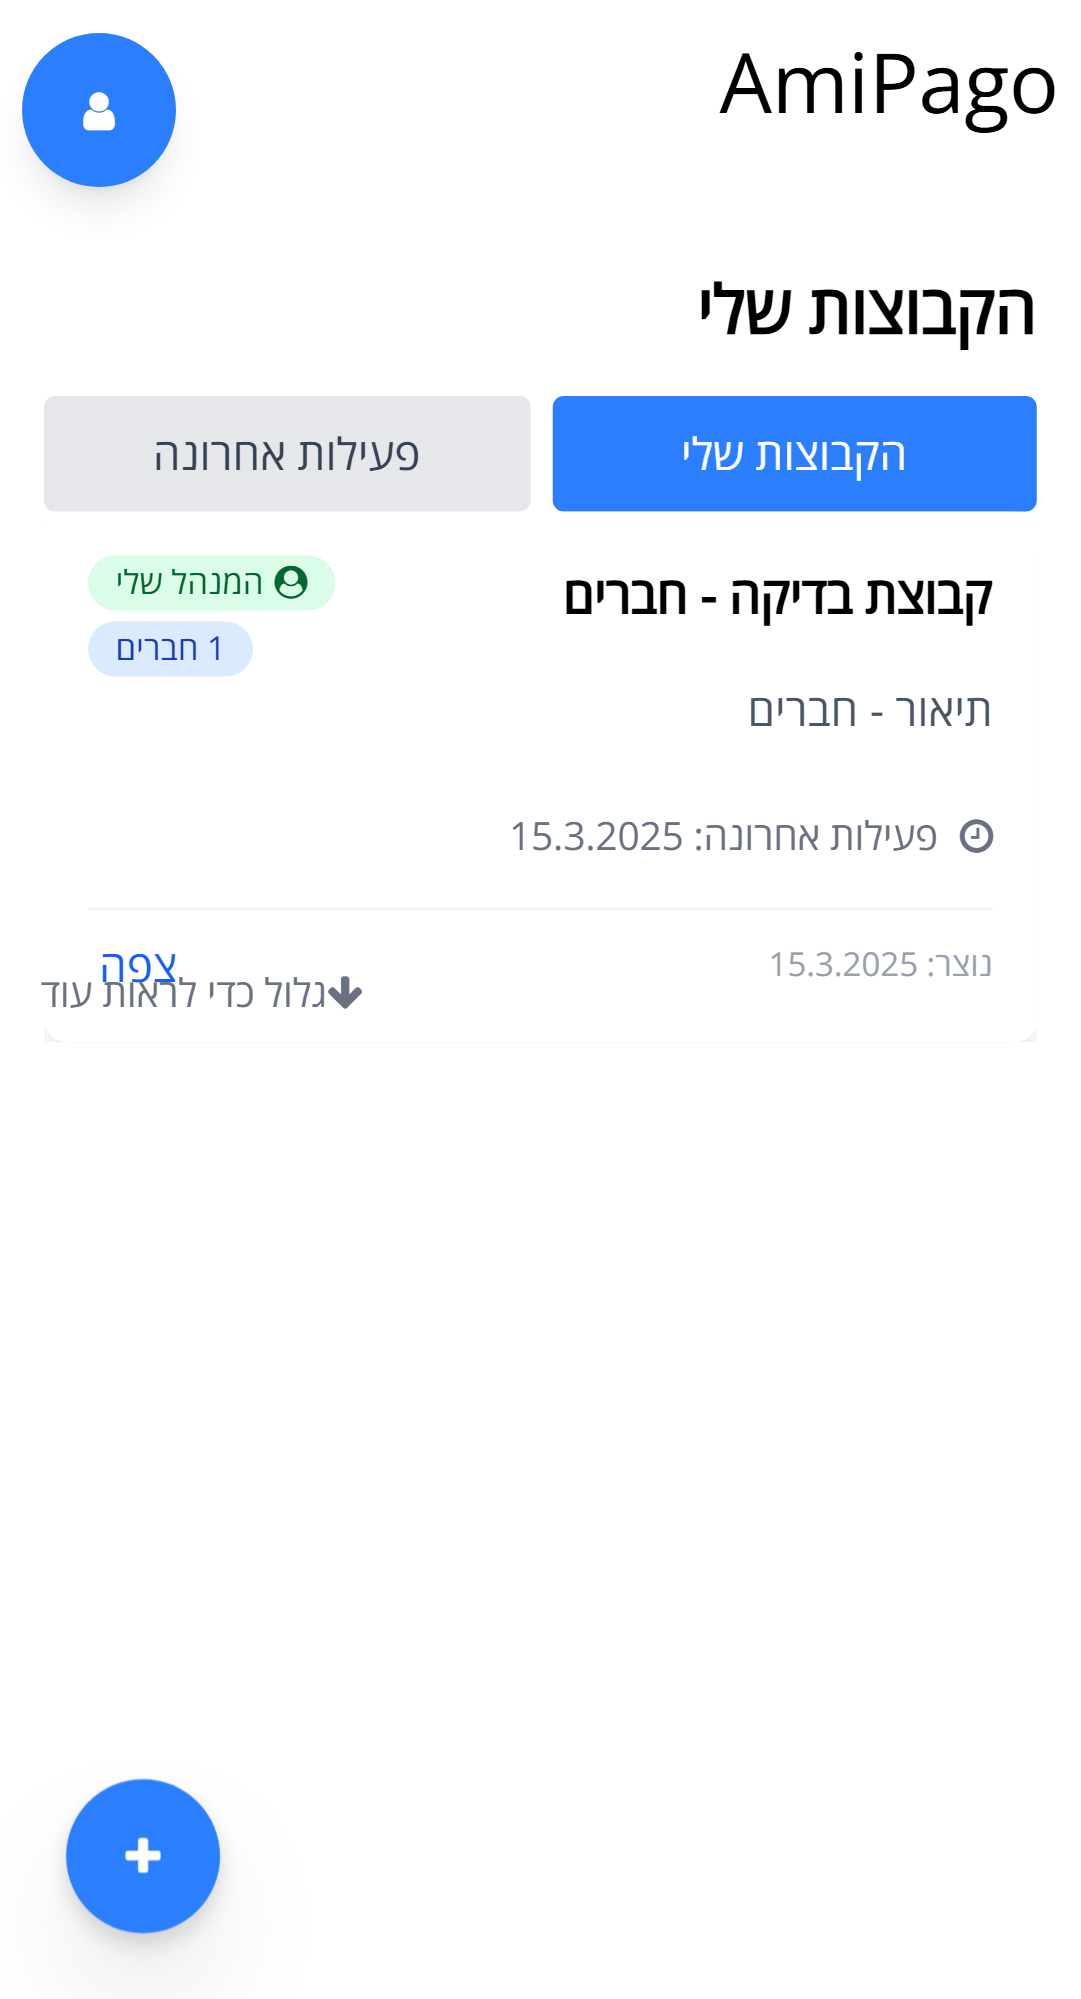 AmiPago
הקבוצות שלי
הקבוצות שלי
פעילות אחרונה
קבוצת בדיקה - חברים
המנהל שלי
1 חברים
תיאור - חברים
פעילות אחרונה: 15.3.2025
נוצר: 15.3.2025
צפה
גלול כדי לראות עוד